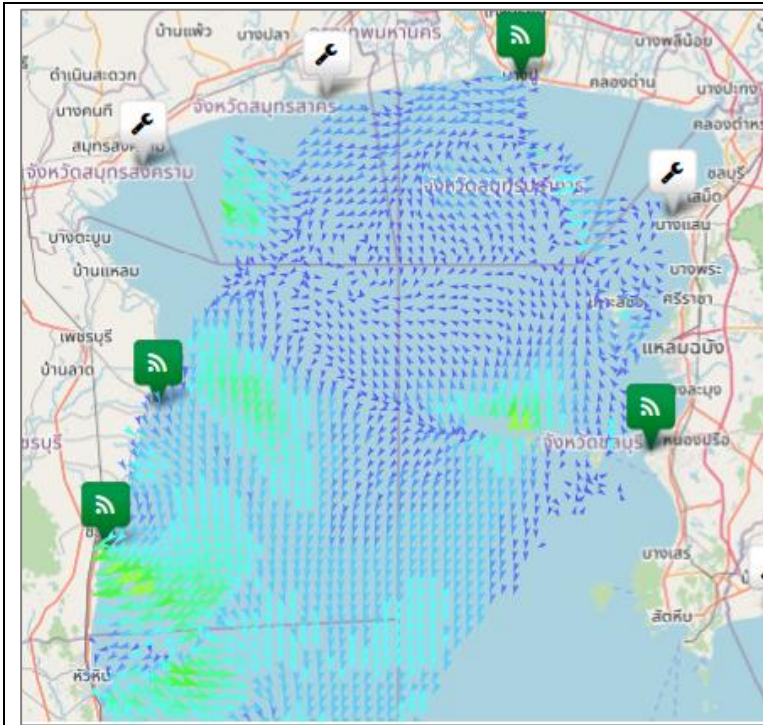 บ้านแพ้ว
บางปลา
กรุงเทพมหานคร
บางพลีน้อย
ดำเนินสะดวก
บางปู
คลองด่าน
บางปะกง
บางคนที
จังหวัดสมุทรสาคร
ชลบุรี
จังหวัดสมุทรสงคราม
จังหวัดสมุทรปราการ
เสม็ด
บางแสน
บางตะบูน
บ้านแหลม
บางพระ
เกาะสีชัง
ศรีราชา
เพชรบุรี
แหลมฉบัง
บ้านลาด
จังหวัดชลบุรี
หนองปรือ
บางเสร่
สัตหีบ
หัวหิน